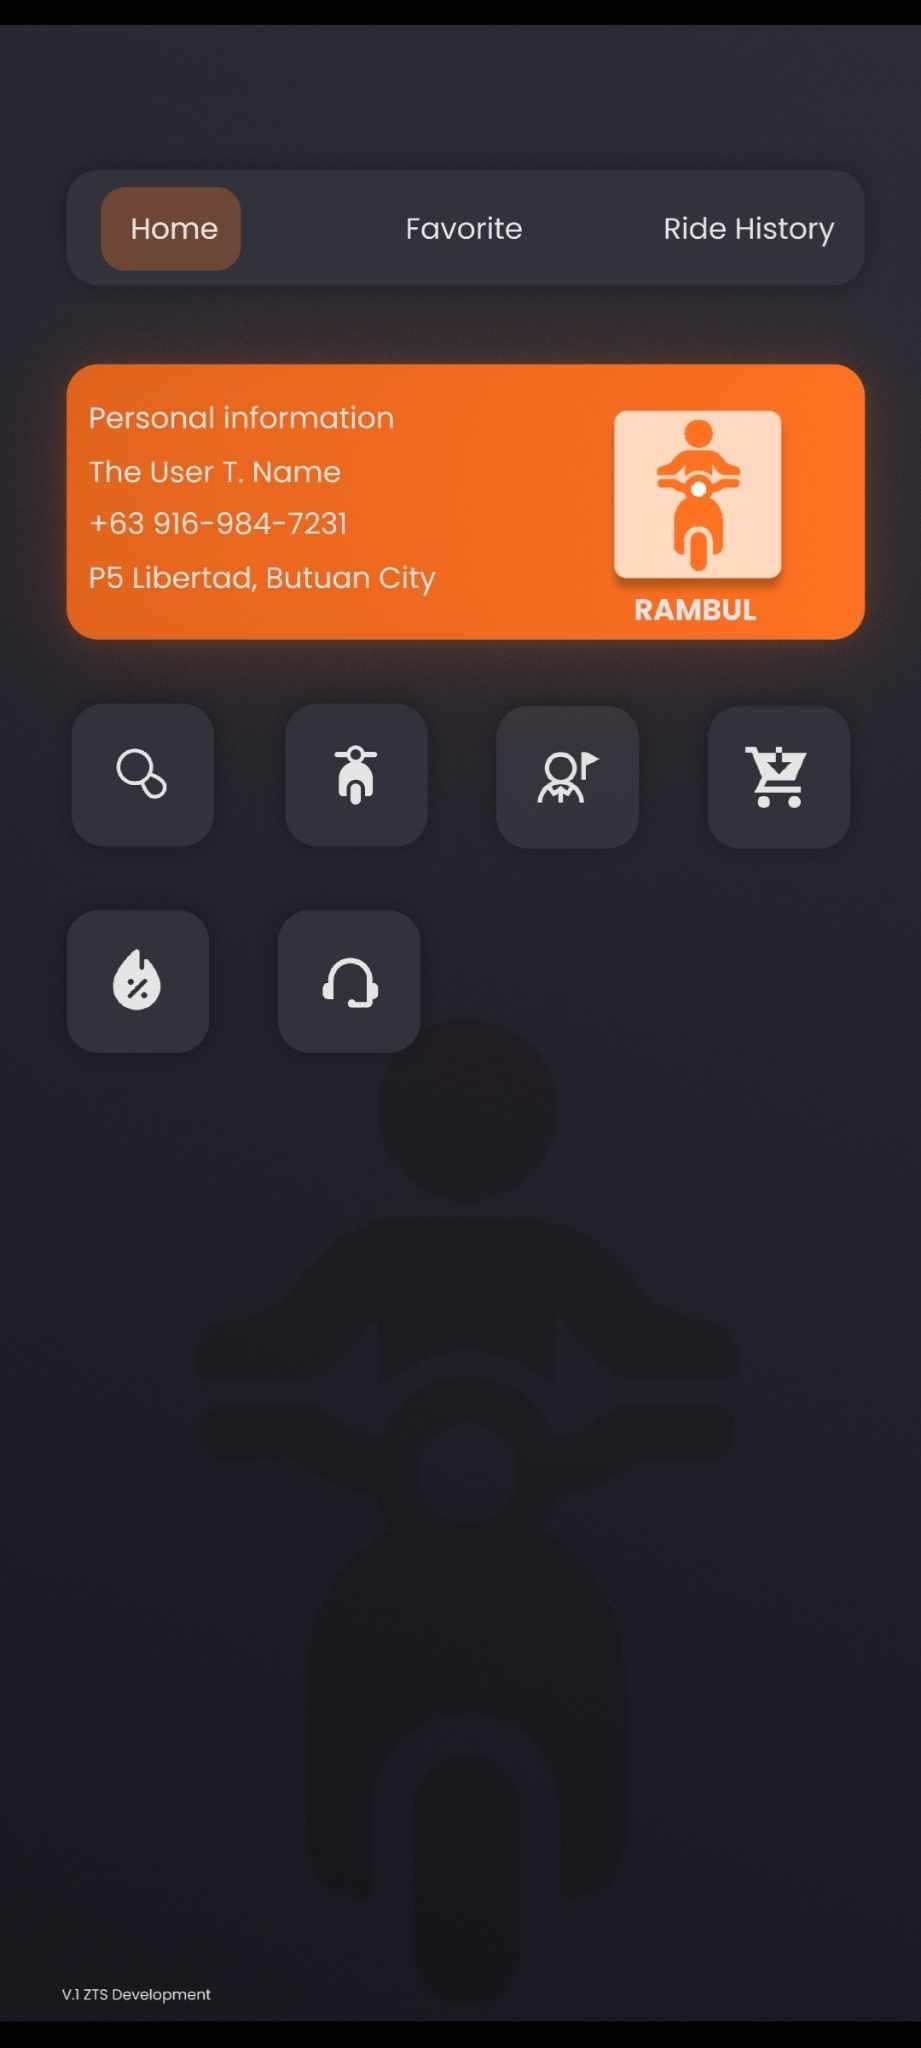 Home Favorite Ride History
Personal information
The User T. Name
+63 916-984-7231
P5 Libertad, Butuan City
RAMBUL
V.1 ZTS Development